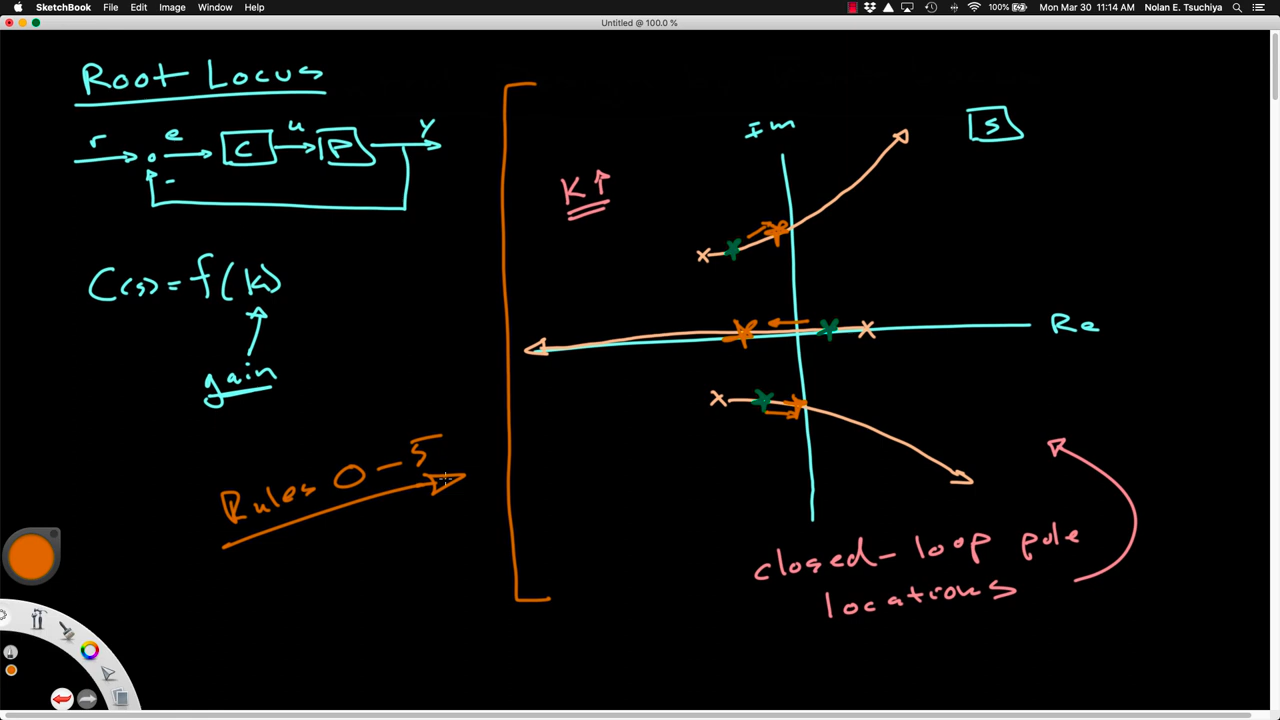 SketchBook File Edit Image Window Help
100% Mon Mar 30 11:14 AM Nolan E. Tsuchiya
Untitled @ 100.0 %
Root Locus
r e C u P y
-
C(s) = f(k)
gain
Rules 0-5
K↑
Im
S
Re
closed-loop pole
locations